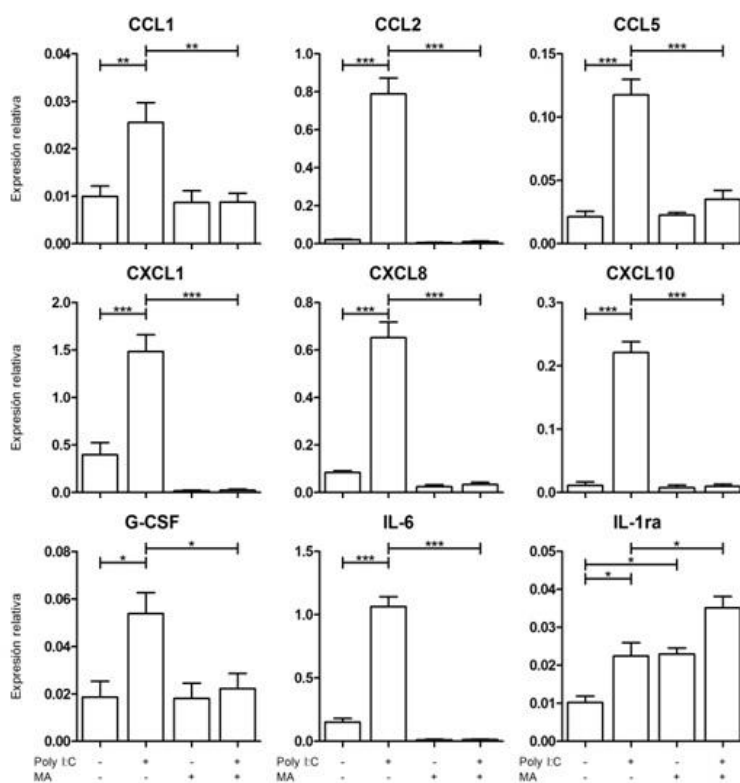 CCL1 CCL2 CCL5
** ** *** *** *** ***
Expresión relativa
0.04 0.03 0.02 0.01 0.00
1.0 0.8 0.6 0.4 0.2 0.0
0.15 0.10 0.05 0.00
CXCL1 CXCL8 CXCL10
*** *** *** *** *** ***
Expresión relativa
2.0 1.5 1.0 0.5 0.0
0.8 0.6 0.4 0.2 0.0
0.3 0.2 0.1 0.0
G-CSF IL-6 IL-1ra
* * *** *** * * *
Expresión relativa
0.08 0.06 0.04 0.02 0.00
1.5 1.0 0.5 0.0
0.05 0.04 0.03 0.02 0.01 0.00
Poly I:C - + - + - + - + - + - +
MA - - + + - - + + - - + +